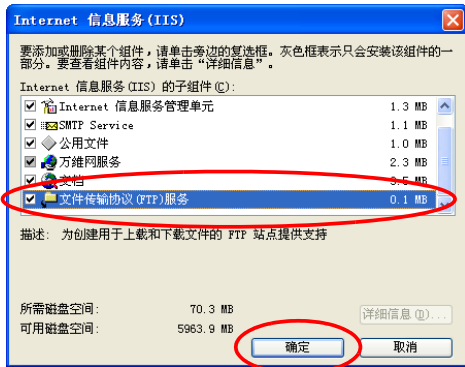 Internet 信息服务(IIS)
要添加或删除某个组件，请单击旁边的复选框。灰色框表示只会安装该组件的一
部分。要查看组件内容，请单击“详细信息”。
Internet 信息服务(IIS) 的子组件(C):
Internet 信息服务管理单元 1.3 MB
SMTP Service 1.1 MB
公用文件 1.0 MB
万维网服务 2.3 MB
文档 3.5 MB
文件传输协议(FTP)服务 0.1 MB
描述: 为创建用于上载和下载文件的 FTP 站点提供支持
所需磁盘空间: 70.3 MB
可用磁盘空间: 5963.9 MB
详细信息(D)...
确定 取消